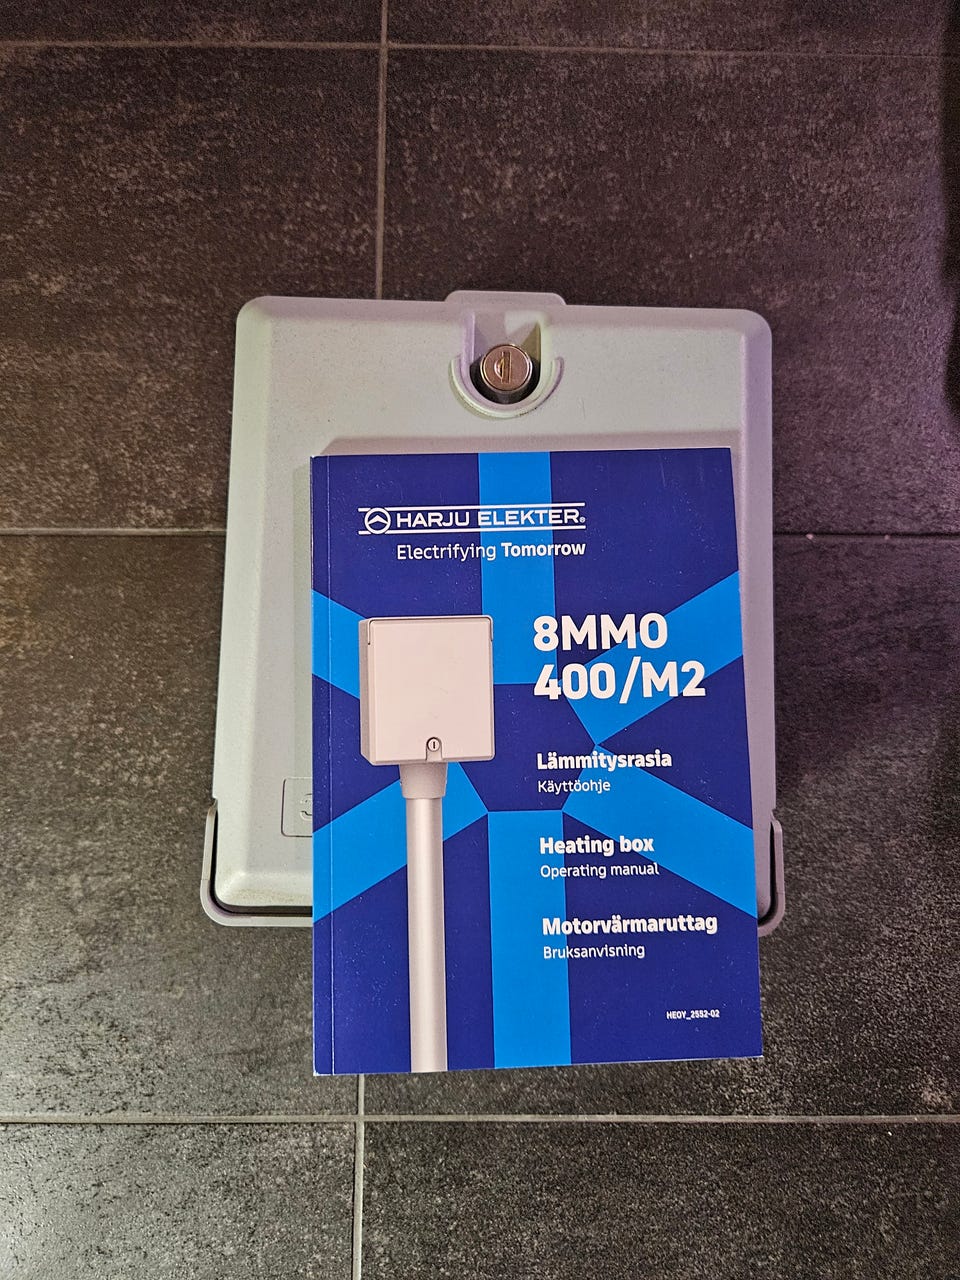 HARJU ELEKTER
Electrifying Tomorrow
8MMO
400/M2
Lämmitysrasia
Käyttöohje
Heating box
Operating manual
Motorvärmaruttag
Bruksanvisning
HEOY_2552-02